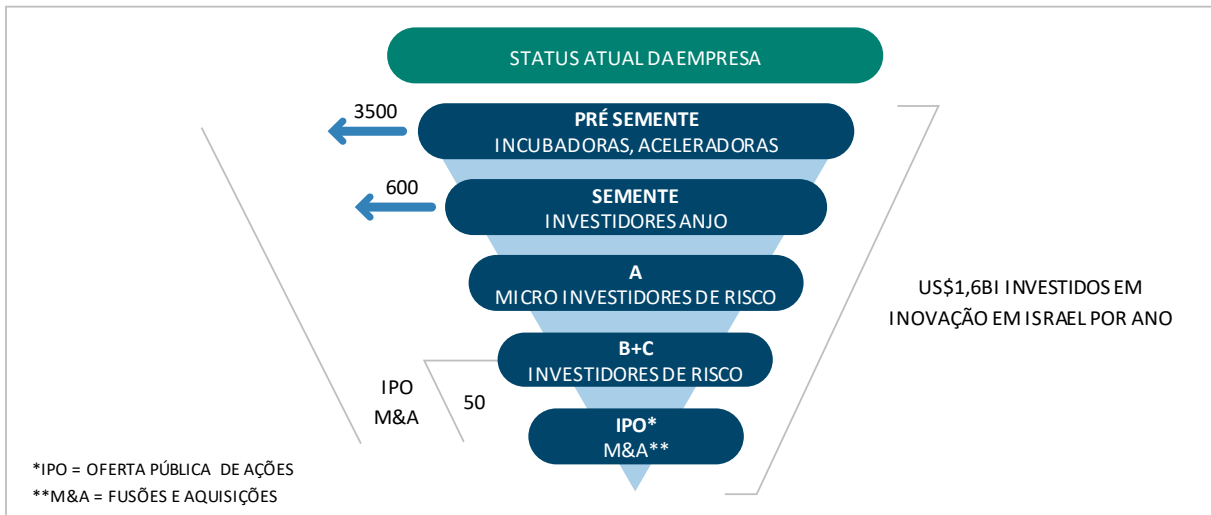 STATUS ATUAL DA EMPRESA
3500
PRÉ SEMENTE
INCUBADORAS, ACELERADORAS
600
SEMENTE
INVESTIDORES ANJO
A
MICRO INVESTIDORES DE RISCO
US$1,6BI INVESTIDOS EM
INOVAÇÃO EM ISRAEL POR ANO
B+C
INVESTIDORES DE RISCO
IPO
M&A
50
IPO*
M&A**
*IPO = OFERTA PÚBLICA DE AÇÕES
**M&A = FUSÕES E AQUISIÇÕES